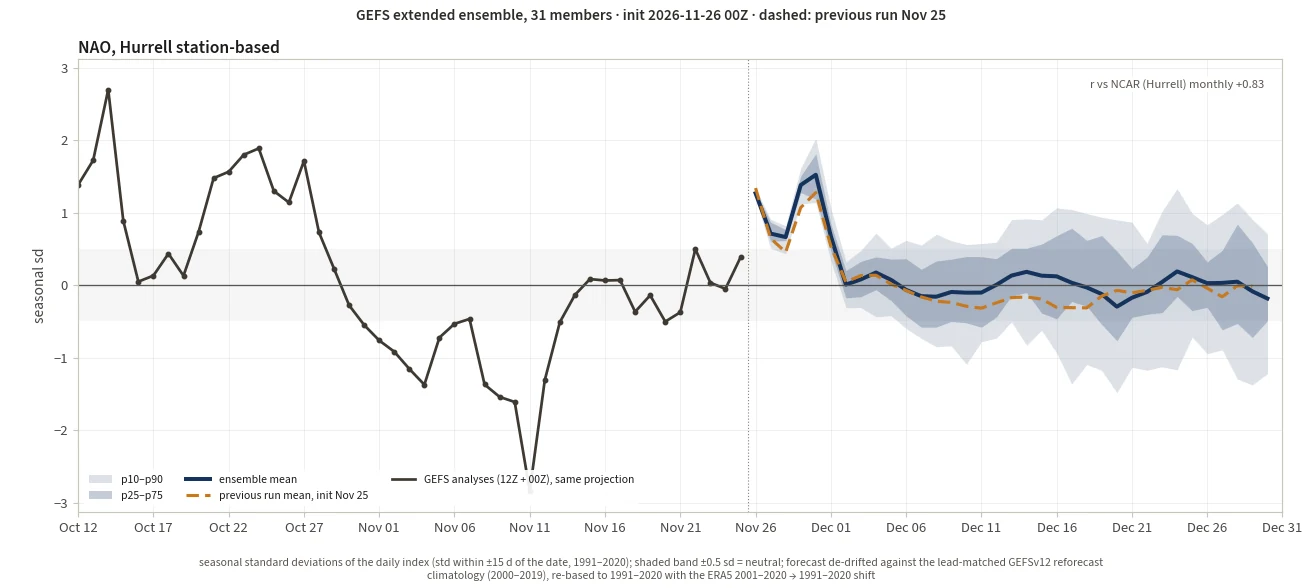 GEFS extended ensemble, 31 members · init 2026-11-26 00Z · dashed: previous run Nov 25
NAO, Hurrell station-based
r vs NCAR (Hurrell) monthly +0.83
seasonal sd
3
2
1
0
−1
−2
−3
p10–p90
p25–p75
ensemble mean
previous run mean, init Nov 25
GEFS analyses (12Z + 00Z), same projection
Oct 12 Oct 17 Oct 22 Oct 27 Nov 01 Nov 06 Nov 11 Nov 16 Nov 21 Nov 26 Dec 01 Dec 06 Dec 11 Dec 16 Dec 21 Dec 26 Dec 31
seasonal standard deviations of the daily index (std within ±15 d of the date, 1991–2020); shaded band ±0.5 sd = neutral; forecast de-drifted against the lead-matched GEFSv12 reforecast
climatology (2000–2019), re-based to 1991–2020 with the ERA5 2001–2020 → 1991–2020 shift